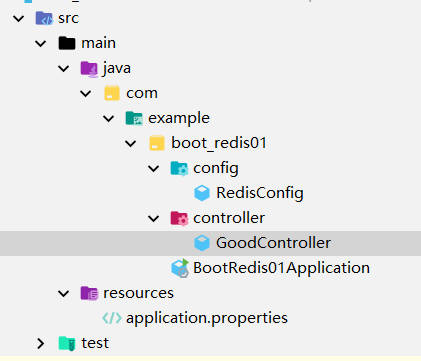 src
main
java
com
example
boot_redis01
config
RedisConfig
controller
GoodController
BootRedis01Application
resources
application.properties
test